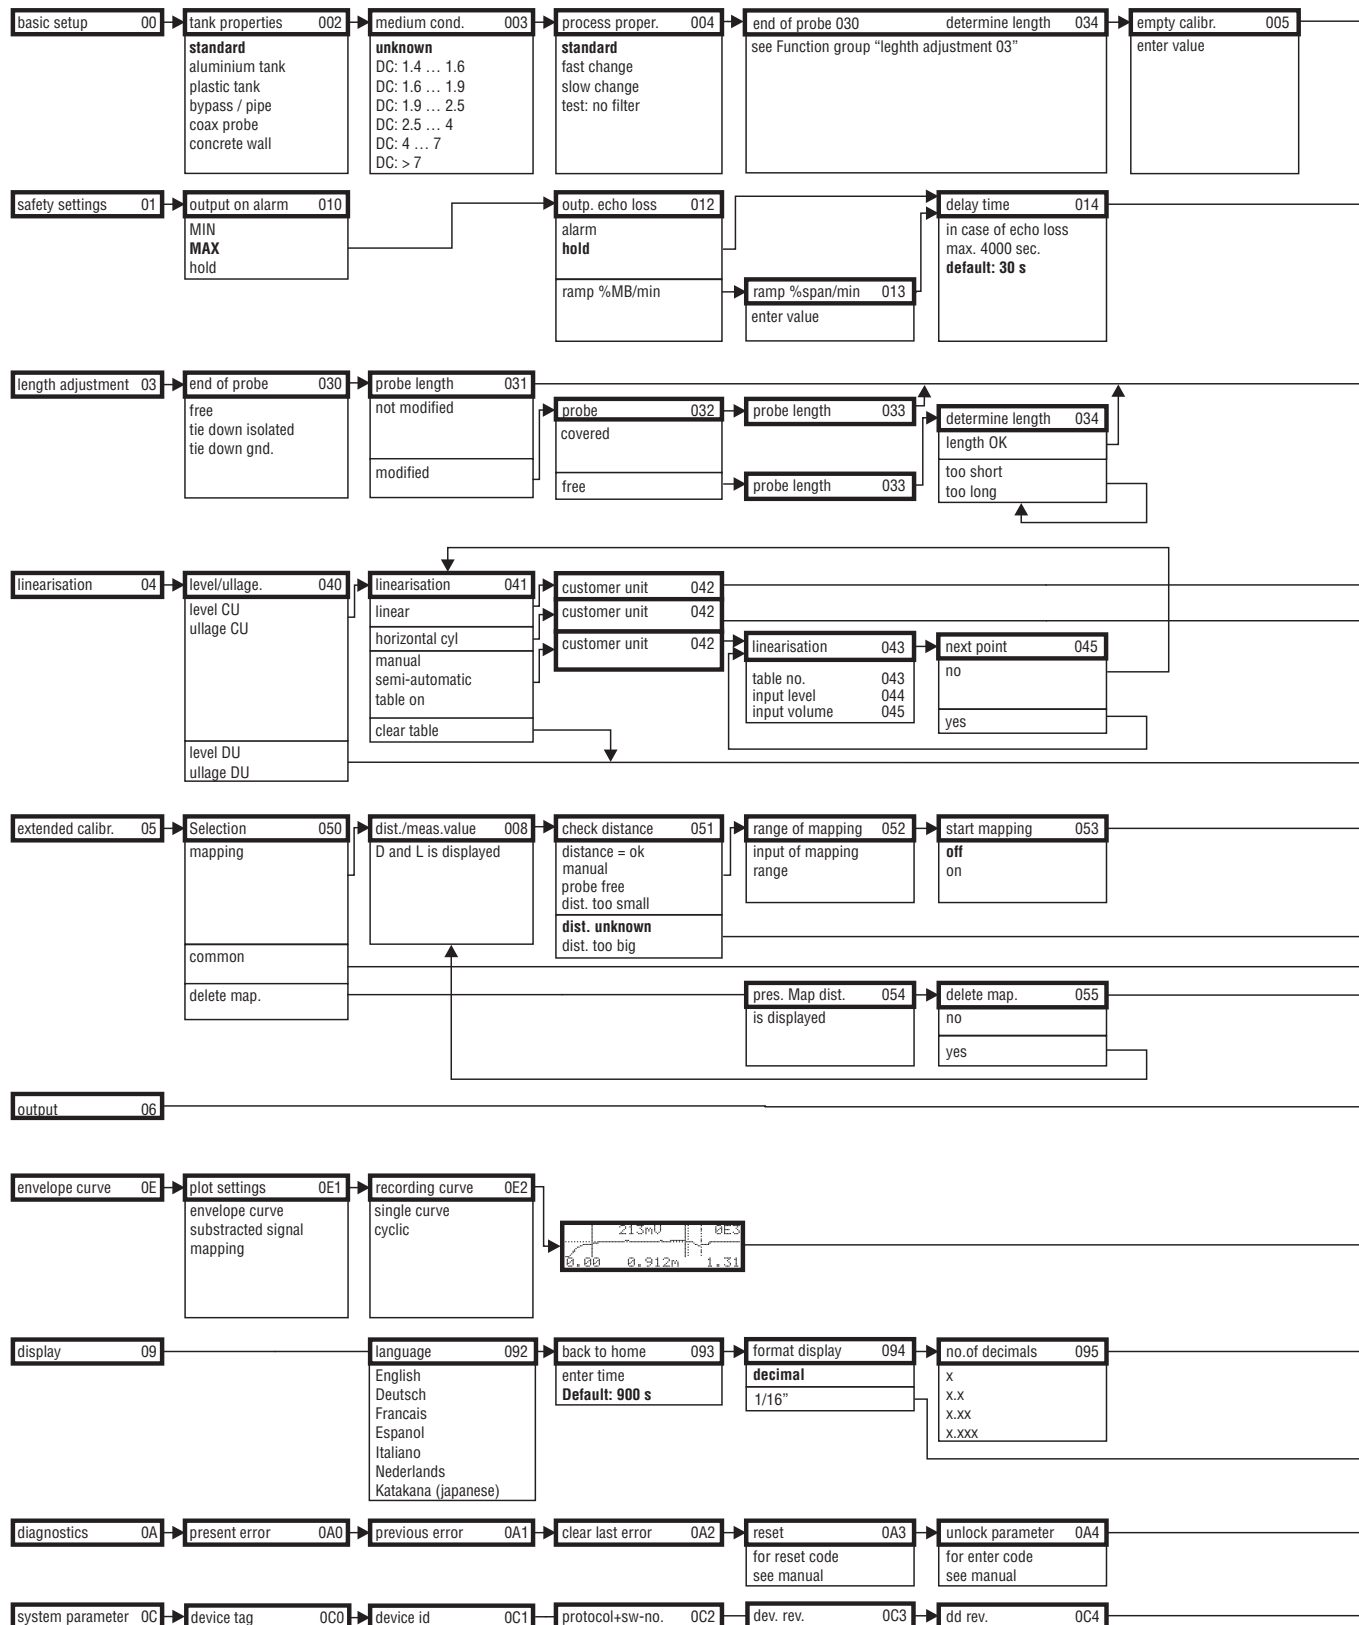 basic setup 00
tank properties 002
standard
aluminium tank
plastic tank
bypass / pipe
coax probe
concrete wall
medium cond. 003
unknown
DC: 1.4 … 1.6
DC: 1.6 … 1.9
DC: 1.9 … 2.5
DC: 2.5 … 4
DC: 4 … 7
DC: > 7
process proper. 004
standard
fast change
slow change
test: no filter
end of probe 030 determine length 034
see Function group “leghth adjustment 03”
empty calibr. 005
enter value
safety settings 01
output on alarm 010
MIN
MAX
hold
outp. echo loss 012
alarm
hold
ramp %MB/min
ramp %span/min 013
enter value
delay time 014
in case of echo loss
max. 4000 sec.
default: 30 s
length adjustment 03
end of probe 030
free
tie down isolated
tie down gnd.
probe length 031
not modified
modified
probe 032
covered
free
probe length 033
probe length 033
determine length 034
length OK
too short
too long
linearisation 04
level/ullage. 040
level CU
ullage CU
level DU
ullage DU
linearisation 041
linear
horizontal cyl
manual
semi-automatic
table on
clear table
customer unit 042
customer unit 042
customer unit 042
linearisation 043
table no. 043
input level 044
input volume 045
next point 045
no
yes
extended calibr. 05
Selection 050
mapping
common
delete map.
dist./meas.value 008
D and L is displayed
check distance 051
distance = ok
manual
probe free
dist. too small
dist. unknown
dist. too big
range of mapping 052
input of mapping
range
start mapping 053
off
on
pres. Map dist. 054
is displayed
delete map. 055
no
yes
output 06
envelope curve 0E
plot settings 0E1
envelope curve
substracted signal
mapping
recording curve 0E2
single curve
cyclic
213mV 0E3
0.00 0.912m 1.31
display 09
language 092
English
Deutsch
Francais
Espanol
Italiano
Nederlands
Katakana (japanese)
back to home 093
enter time
Default: 900 s
format display 094
decimal
1/16”
no.of decimals 095
x
x.x
x.xx
x.xxx
diagnostics 0A
present error 0A0
previous error 0A1
clear last error 0A2
reset 0A3
for reset code
see manual
unlock parameter 0A4
for enter code
see manual
system parameter 0C
device tag 0C0
device id 0C1
protocol+sw-no. 0C2
dev. rev. 0C3
dd rev. 0C4